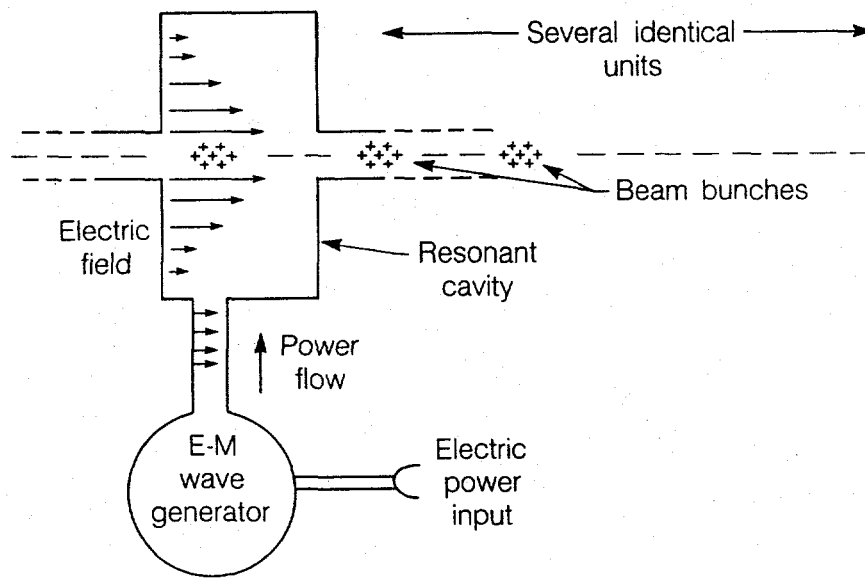 Several identical
units
Beam bunches
Electric
field
Resonant
cavity
Power
flow
E-M
wave
generator
Electric
power
input